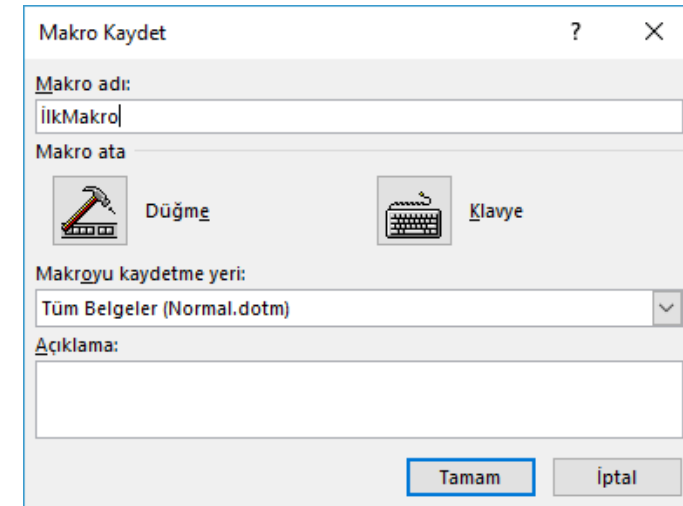 Makro Kaydet
Makro adı:
İlkMakro
Makro ata
Düğme Klavye
Makroyu kaydetme yeri:
Tüm Belgeler (Normal.dotm)
Açıklama:
Tamam İptal